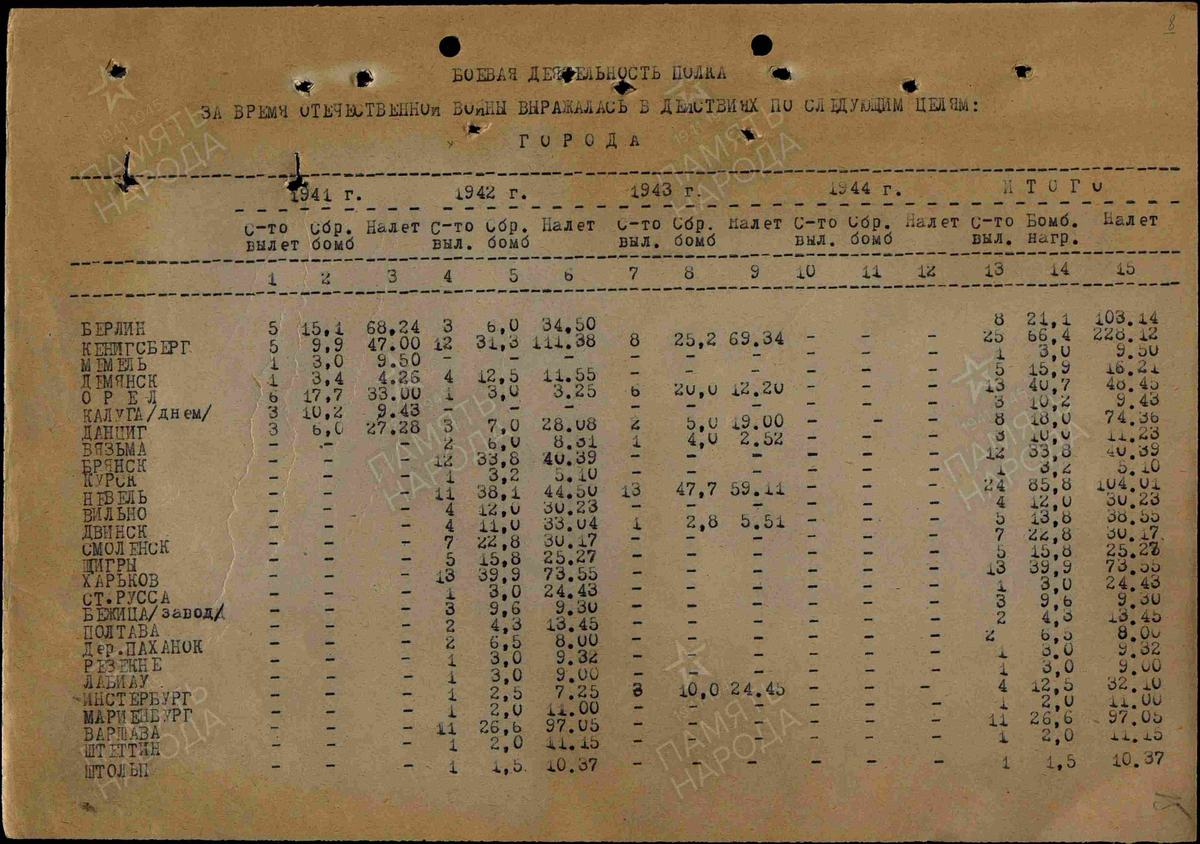 8
БОЕВАЯ ДЕЯТЕЛЬНОСТЬ ПОЛКА
ЗА ВРЕМЯ ОТЕЧЕСТВЕННОЙ ВОЙНЫ ВЫРАЖАЛАСЬ В ДЕЙСТВИЯХ ПО СЛЕДУЮЩИМ ЦЕЛЯМ:
Г О Р О Д А
1941 г. 1942 г. 1943 г. 1944 г. И Т О Г О
С-то Сбр. Налет С-то Сбр. Налет С-то Сбр. Налет С-то Сбр. Налет С-то Бомб. Налет
вылет бомб выл. бомб выл. бомб выл. бомб выл. нагр.
1 2 3 4 5 6 7 8 9 10 11 12 13 14 15
БЕРЛИН 5 15,1 68.24 3 6,0 34.50 8 21,1 103.14
КЕНИГСБЕРГ 5 9,9 47.00 12 31,3 111.38 8 25,2 69.34 - - - 25 66,4 228.12
МЕМЕЛЬ 1 3,0 9.50 - - - - - - - - - 1 3,0 9.50
ДЕМЯНСК 1 3,4 4.26 4 12,5 11.55 - - - - - - 5 15,9 16.21
О Р Е Л 6 17,7 33.00 1 3,0 3.25 6 20,0 12.20 - - - 13 40,7 48.45
КАЛУГА/днем/ 3 10,2 9.43 - - - - - - - - - 3 10,2 9.43
ДАНЦИГ 3 6,0 27.28 3 7,0 28.08 2 5,0 19.00 - - - 8 18,0 74.36
ВЯЗЬМА - - - 2 6,0 8.31 1 4,0 2.52 - - - 3 10,0 11.23
БРЯНСК - - - 12 33,8 40.39 - - - - - - 12 33,8 40.39
КУРСК - - - 1 3,2 5.10 - - - - - - 1 3,2 5.10
НЕВЕЛЬ - - - 11 38,1 44.50 13 47,7 59.11 - - - 24 85,8 104.01
ВИЛЬНО - - - 4 12,0 30.23 - - - - - - 4 12,0 30.23
ДВИНСК - - - 4 11,0 33.04 1 2,8 5.51 - - - 5 13,8 38.55
СМОЛЕНСК - - - 7 22,8 30.17 - - - - - - 7 22,8 30.17
ЩИГРЫ - - - 5 15,8 25.27 - - - - - - 5 15,8 25.27
ХАРЬКОВ - - - 13 39,9 73.55 - - - - - - 13 39,9 73.55
СТ.РУССА - - - 1 3,0 24.43 - - - - - - 1 3,0 24.43
БЕЖИЦА/завод/ - - - 3 9,6 9.30 - - - - - - 3 9,6 9.30
ПОЛТАВА - - - 2 4,3 13.45 - - - - - - 2 4,3 13.45
Дер.ПАХАНОК - - - 2 6,5 8.00 - - - - - - 2 6,5 8.00
РЕЗЕКНЕ - - - 1 3,0 9.32 - - - - - - 1 3,0 9.32
ЛАБИАУ - - - 1 3,0 9.00 - - - - - - 1 3,0 9.00
ИНСТЕРБУРГ - - - 1 2,5 7.25 3 10,0 24.45 - - - 4 12,5 32.10
МАРИЕНБУРГ - - - 1 2,0 11.00 - - - - - - 1 2,0 11.00
ВАРШАВА - - - 11 26,6 97.05 - - - - - - 11 26,6 97.05
ШТЕТТИН - - - 1 2,0 11.15 - - - - - - 1 2,0 11.15
ШТОЛЬП - - - 1 1,5 10.37 - - - - - - 1 1,5 10.37
ПАМЯТЬ НАРОДА